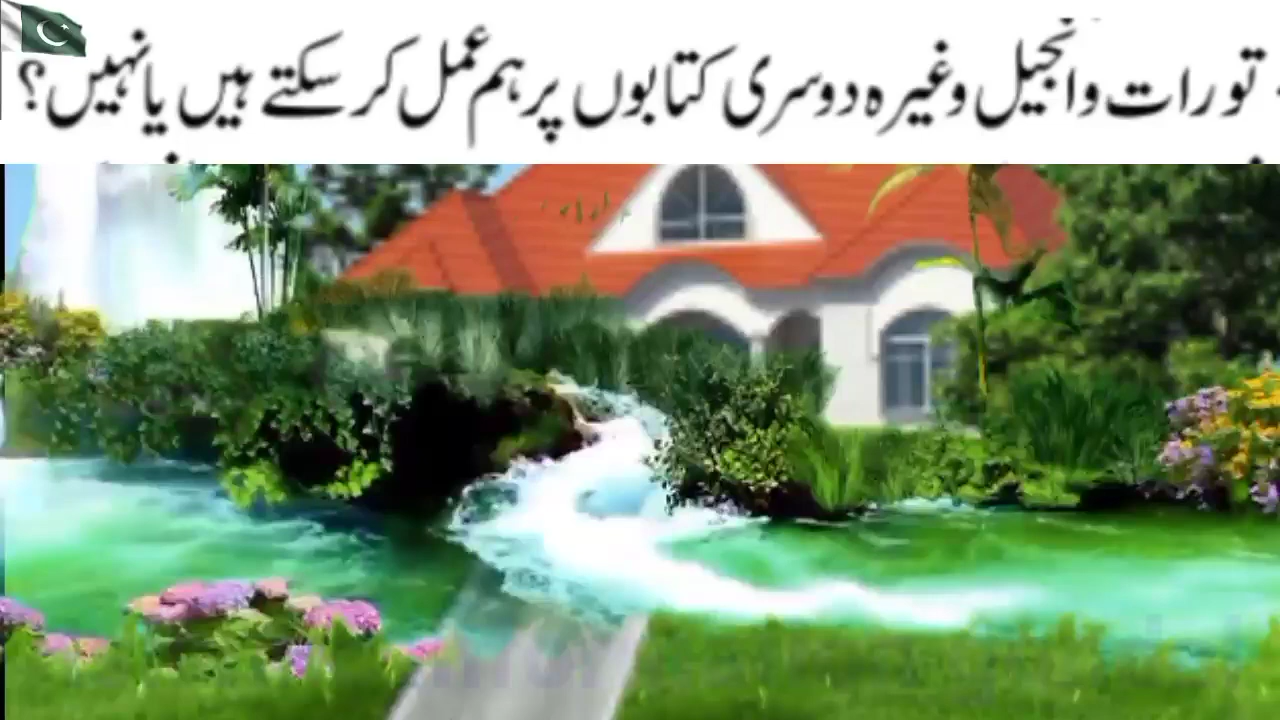 تورات وانجیل وغیرہ دوسری کتابوں پر ہم عمل کر سکتے ہیں یا نہیں؟